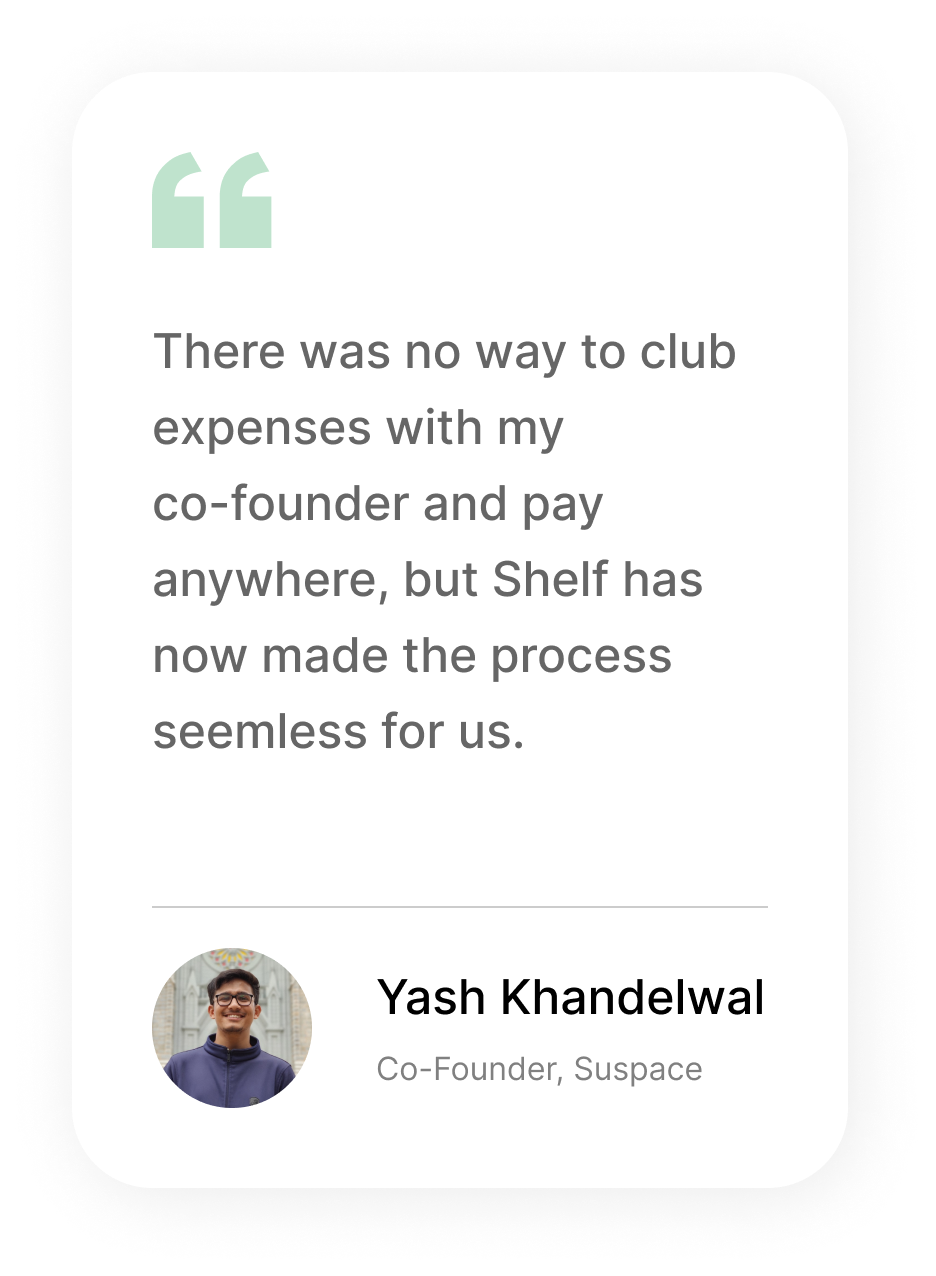 There was no way to club
expenses with my
co-founder and pay
anywhere, but Shelf has
now made the process
seemless for us.
Yash Khandelwal
Co-Founder, Suspace